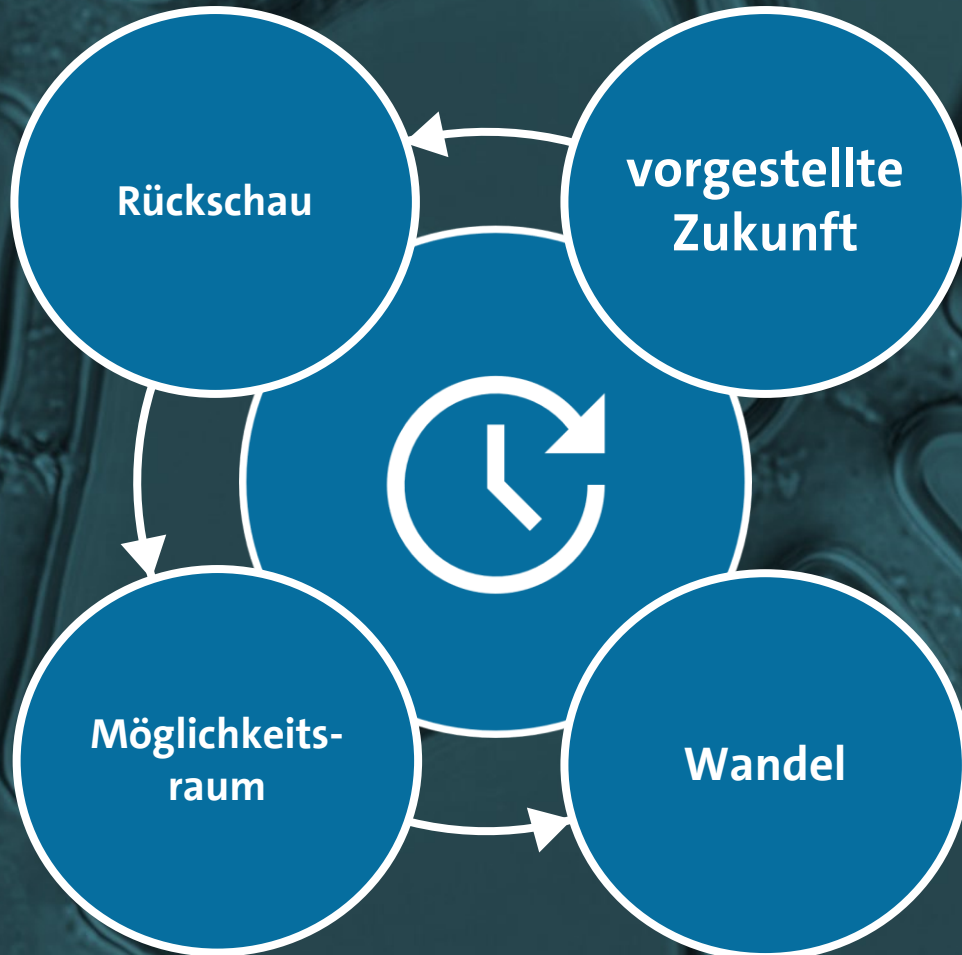 Rückschau
vorgestellte
Zukunft
Möglichkeits-
raum
Wandel